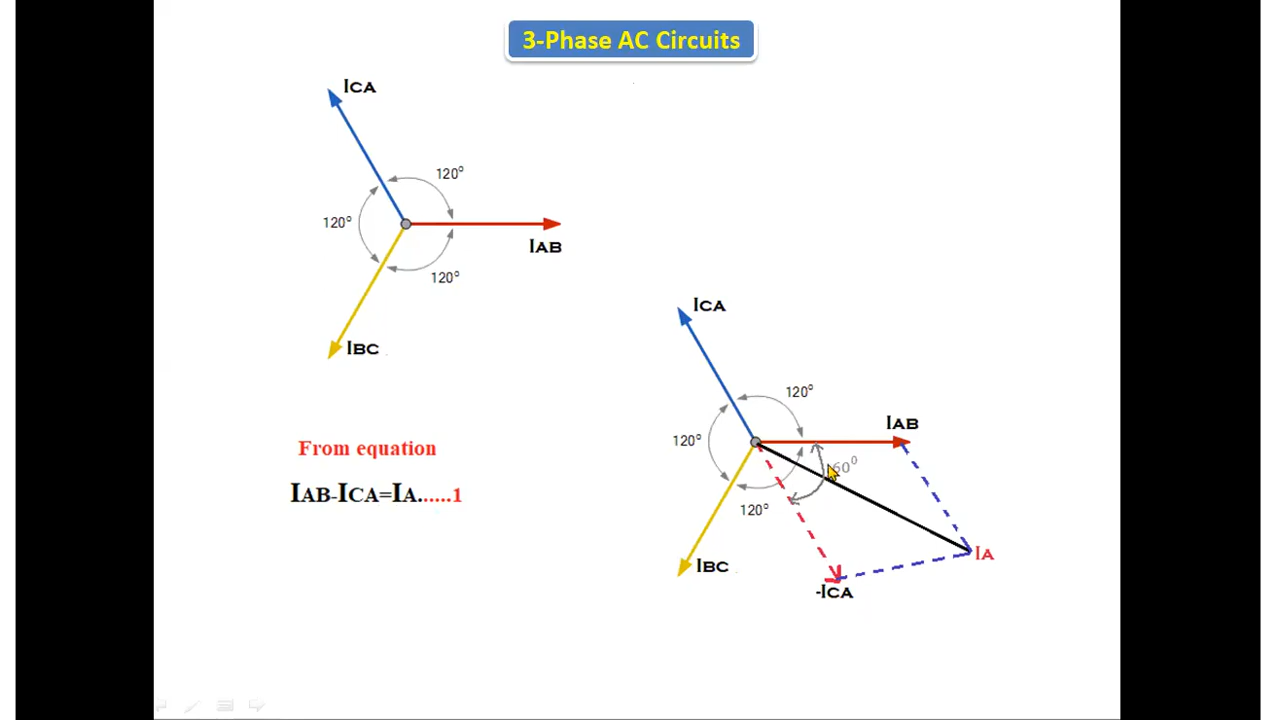 3-Phase AC Circuits
ICA
120°
120°
IAB
120°
IBC
ICA
120°
IAB
120°
60⁰
120°
From equation
IAB-ICA=IA.......1
IA
IBC
-ICA